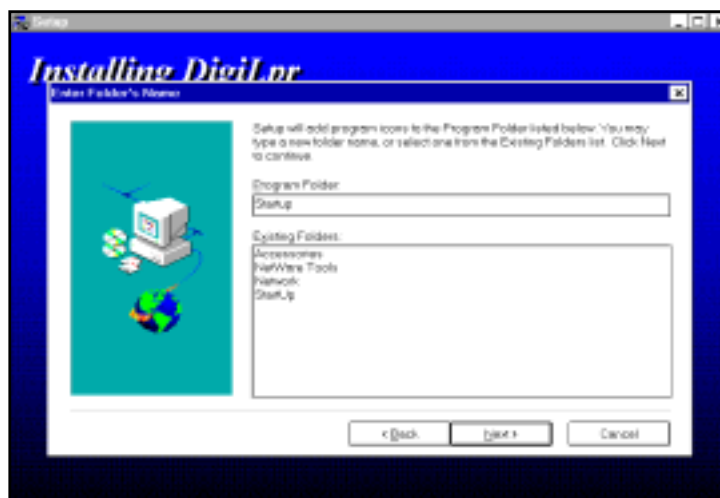 Setup
Installing DigiLpr
Enter Folder's Name
Setup will add program icons to the Program Folder listed below. You may
type a new folder name, or select one from the Existing Folders list. Click Next
to continue.
Program Folder:
Startup
Existing Folders:
Accessories
NetWare Tools
Network
StartUp
< Back
Next >
Cancel